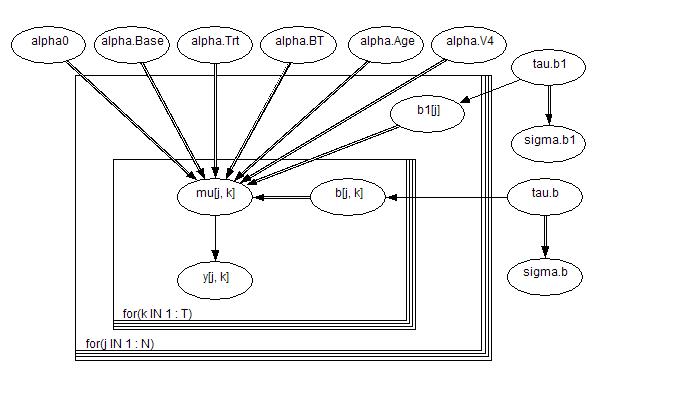 alpha0
alpha.Base
alpha.Trt
alpha.BT
alpha.Age
alpha.V4
tau.b1
b1[j]
sigma.b1
mu[j, k]
b[j, k]
tau.b
y[j, k]
sigma.b
for(k IN 1 : T)
for(j IN 1 : N)